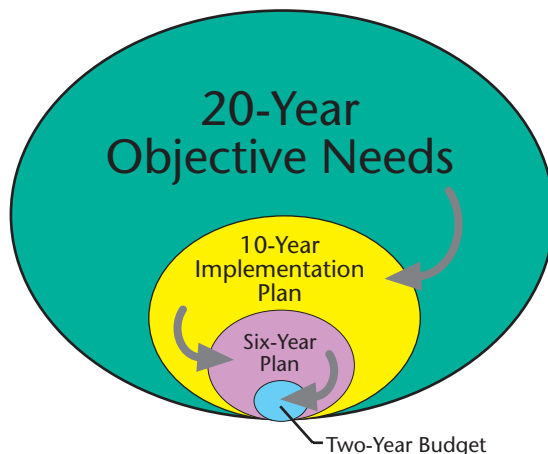 20-Year
Objective Needs
10-Year
Implementation
Plan
Six-Year
Plan
Two-Year Budget